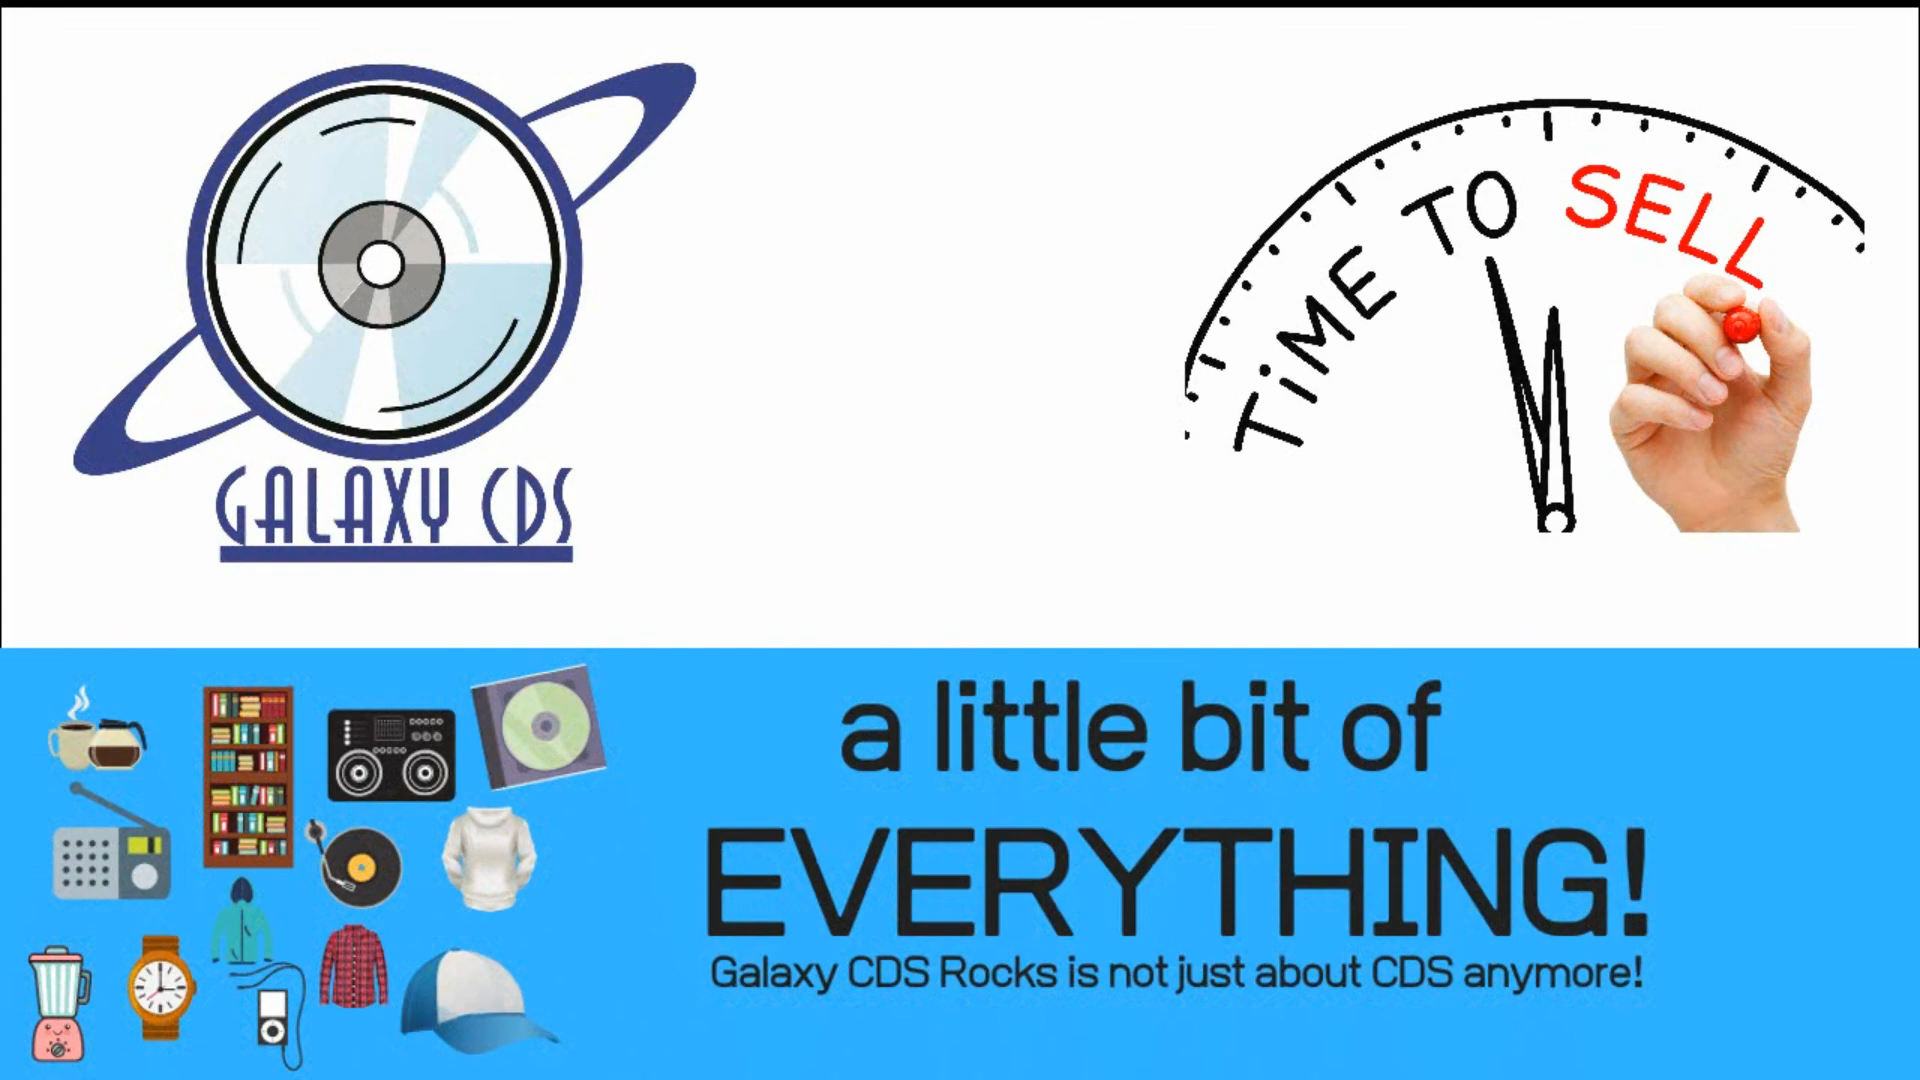 GALAXY CDS
TiME TO SELL
a little bit of
EVERYTHING!
Galaxy CDS Rocks is not just about CDS anymore!